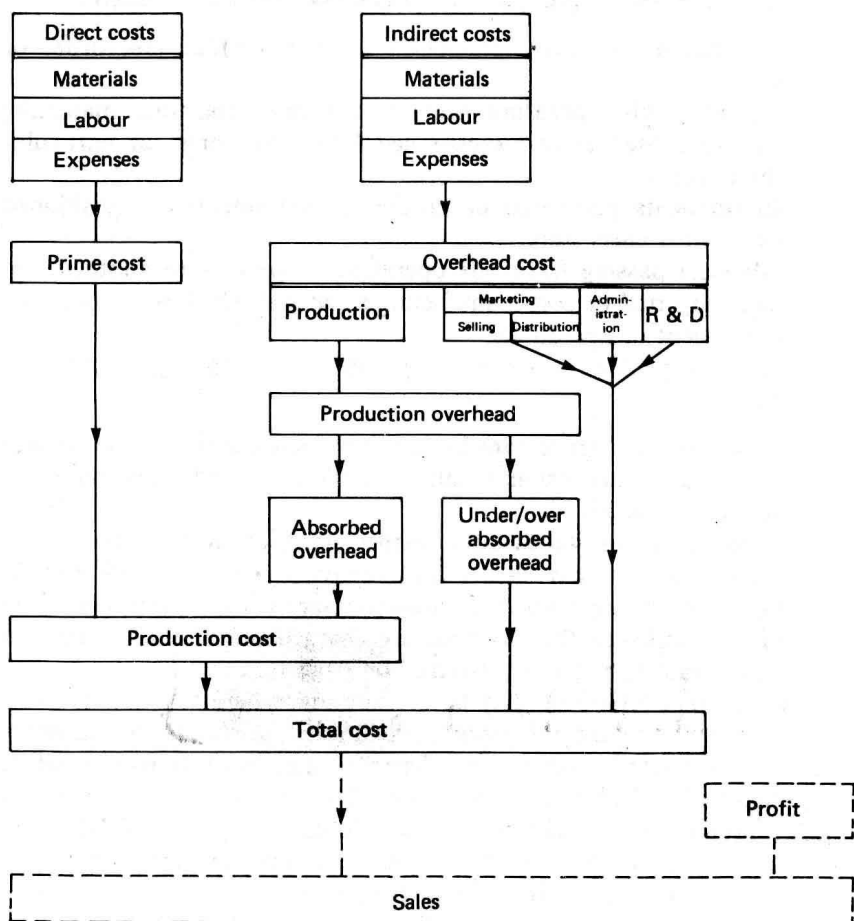 Direct costs
Materials
Labour
Expenses
Indirect costs
Materials
Labour
Expenses
Prime cost
Overhead cost
Production
Marketing
Selling
Distribution
Admin-
istrat-
ion
R & D
Production overhead
Absorbed
overhead
Under/over
absorbed
overhead
Production cost
Total cost
Profit
Sales